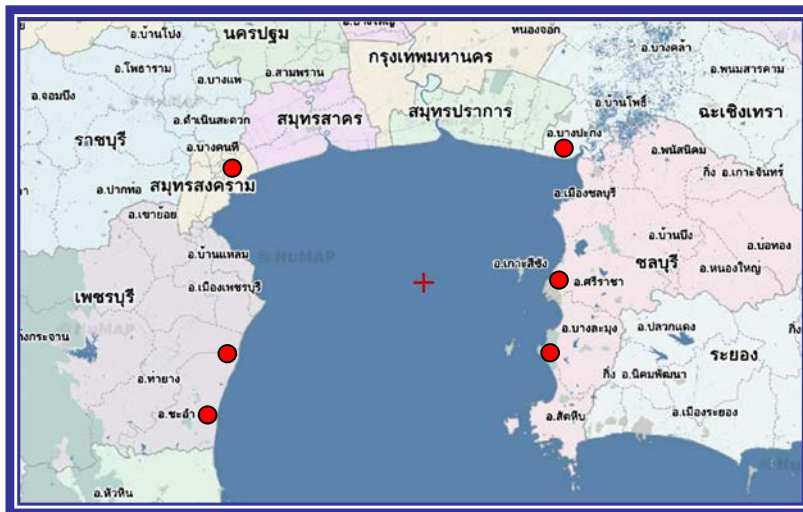 อ.บ้านโป่ง
นครปฐม
หนองจอก
อ.โพธาราม
อ.บางแพ
อ.สามพราน
กรุงเทพมหานคร
อ.บางคล้า
อ.พนมสารคาม
อ.จอมบึง
NuMAP
อ.ดำเนินสะดวก
สมุทรสาคร
สมุทรปราการ
อ.บ้านโพธิ์
ฉะเชิงเทรา
ราชบุรี
อ.บางคนที
อ.บางปะกง
อ.พนัสนิคม
อ.ปากท่อ
สมุทรสงคราม
กิ่ง อ.เกาะจันทร์
อ.เมืองชลบุรี
อ.เขาย้อย
อ.บ้านแหลม
NuMAP
อ.บ้านบึง
อ.บ่อทอง
อ.เกาะสีชัง
ชลบุรี
อ.หนองใหญ่
เพชรบุรี
อ.เมืองเพชรบุรี
อ.ศรีราชา
อ.บางละมุง
อ.ปลวกแดง
กิ่ง
ระยอง
อ.ท่ายาง
กิ่ง อ.นิคมพัฒนา
อ.ชะอำ
อ.สัตหีบ
อ.เมืองระยอง
อ.หัวหิน